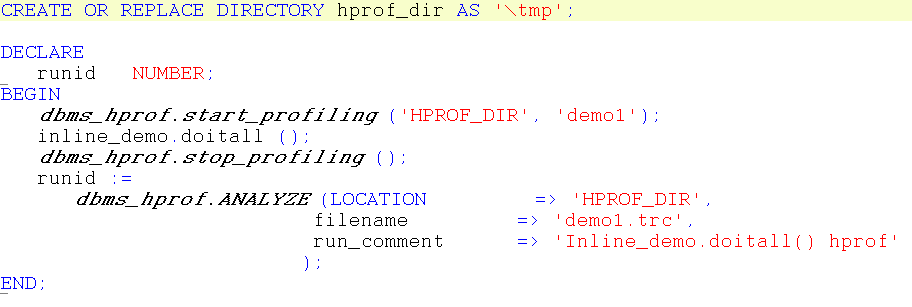 CREATE OR REPLACE DIRECTORY hprof_dir AS '\tmp';
DECLARE
runid NUMBER;
BEGIN
dbms_hprof.start_profiling ('HPROF_DIR', 'demo1');
inline_demo.doitall ();
dbms_hprof.stop_profiling ();
runid :=
dbms_hprof.ANALYZE (LOCATION => 'HPROF_DIR',
filename => 'demo1.trc',
run_comment => 'Inline_demo.doitall() hprof'
);
END;